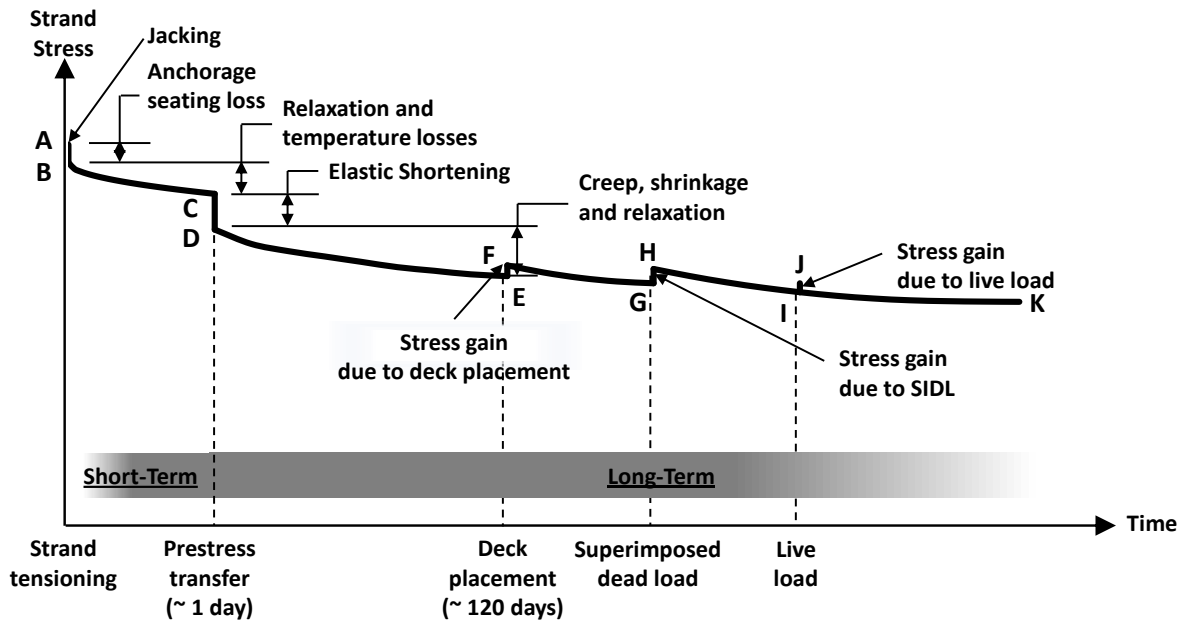 Strand
Stress
Jacking
Anchorage
seating loss
Relaxation and
temperature losses
Elastic Shortening
Creep, shrinkage
and relaxation
A
B
C
D
F
E
H
G
J
I
K
Stress gain
due to live load
Stress gain
due to deck placement
Stress gain
due to SIDL
Short-Term
Long-Term
Time
Strand
tensioning
Prestress
transfer
(~ 1 day)
Deck
placement
(~ 120 days)
Superimposed
dead load
Live
load